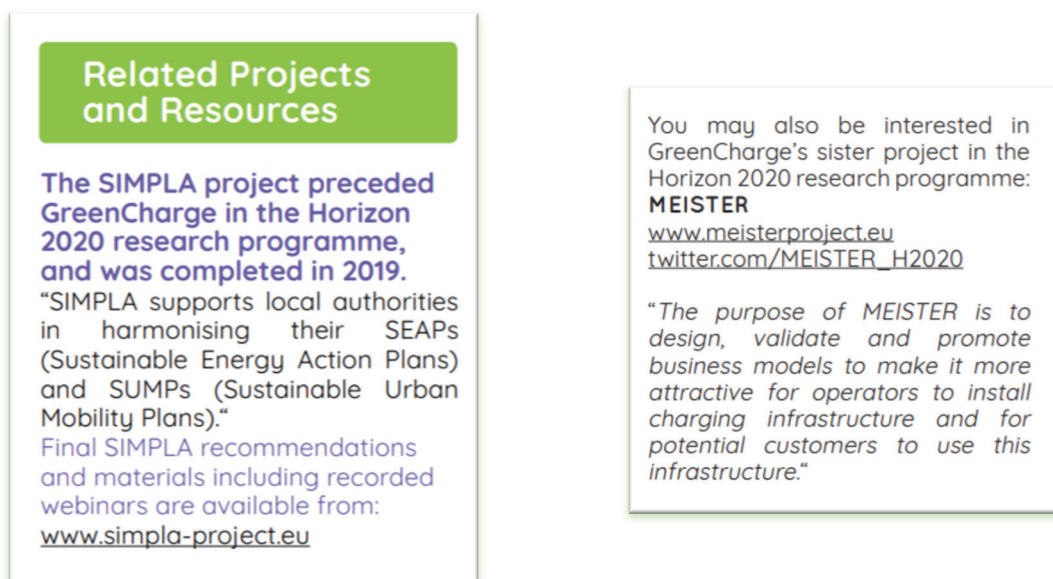 Related Projects
and Resources
The SIMPLA project preceded
GreenCharge in the Horizon
2020 research programme,
and was completed in 2019.
“SIMPLA supports local authorities
in harmonising their SEAPs
(Sustainable Energy Action Plans)
and SUMPs (Sustainable Urban
Mobility Plans).“
Final SIMPLA recommendations
and materials including recorded
webinars are available from:
www.simpla-project.eu
You may also be interested in
GreenCharge’s sister project in the
Horizon 2020 research programme:
MEISTER
www.meisterproject.eu
twitter.com/MEISTER_H2020
“The purpose of MEISTER is to
design, validate and promote
business models to make it more
attractive for operators to install
charging infrastructure and for
potential customers to use this
infrastructure.“